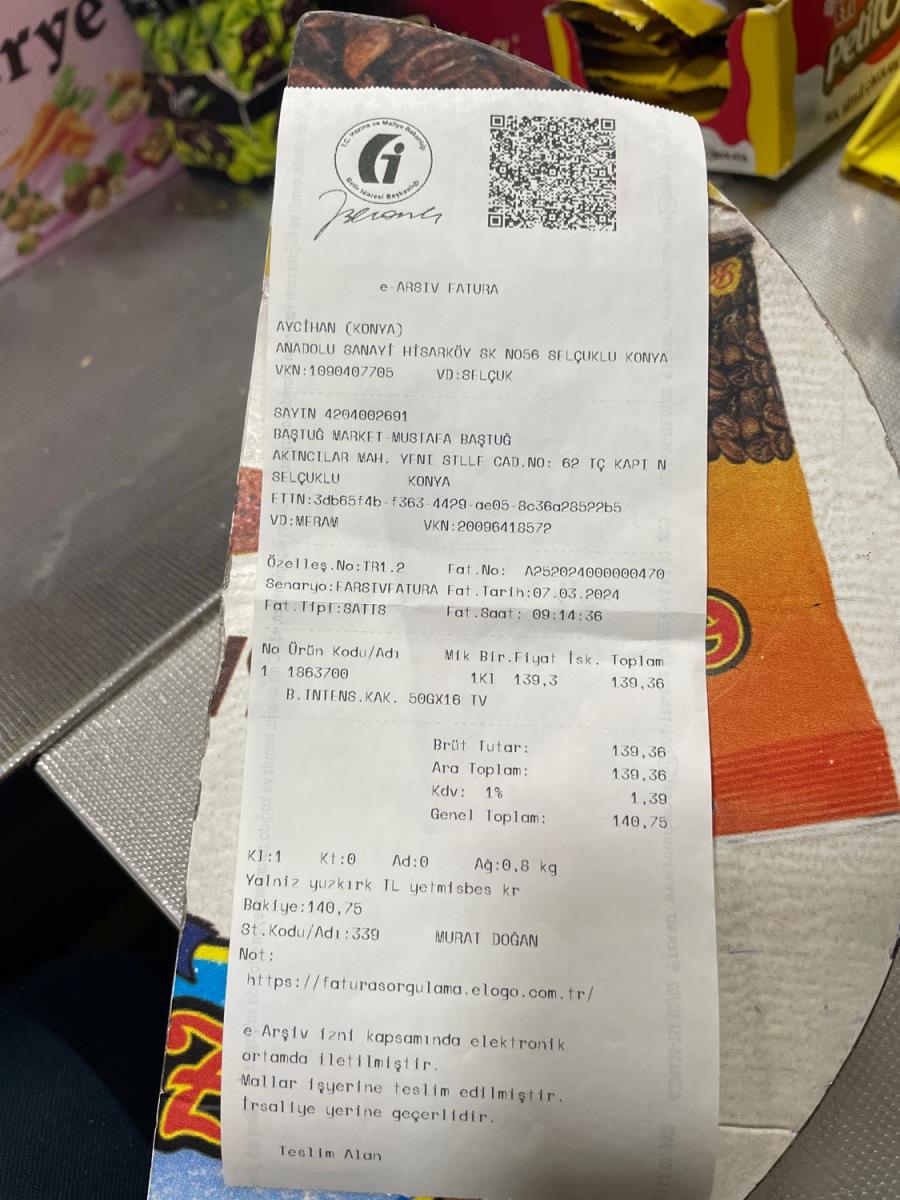 rye
PetitO
T.C. Hazine ve Maliye Bakanlığı
Gelir İdaresi Başkanlığı
e-ARSIV FATURA
AYCİHAN (KONYA)
ANADOLU SANAYİ HİSARKÖY SK NO56 SELÇUKLU KONYA
VKN:1090407705 VD:SELÇUK
SAYIN 4204002691
BAŞTUĞ MARKET-MUSTAFA BAŞTUĞ
AKINCILAR MAH. YENI SILLE CAD.NO: 62 IÇ KAPI N
SELÇUKLU KONYA
ETTN:3db65f4b-f363-4429-ae05-8c36a28522b5
VD:MERAM VKN:20096418572
Özelleş.No:TR1.2 Fat.No: A252024000000470
Senaryo:EARSIVFATURA Fat.Tarih:07.03.2024
Fat.Tipi:SATIS Fat.Saat: 09:14:36
No Ürün Kodu/Adı Mik Bir.Fiyat İsk. Toplam
1 1863700 1Kl 139,3 139,36
B.INTENS.KAK. 50GX16 TV
Brüt Tutar: 139,36
Ara Toplam: 139,36
Kdv: 1% 1,39
Genel Toplam: 140,75
Kl:1 Kt:0 Ad:0 Ağ:0,8 kg
Yalniz yuzkırk TL yetmisbes kr
Bakiye:140,75
St.Kodu/Adı:339 MURAT DOĞAN
Not:
https://faturasorgulama.elogo.com.tr/
e-Arşiv izni kapsamında elektronik
ortamda iletilmiştir.
Mallar işyerine teslim edilmiştir.
İrsaliye yerine geçerlidir.
Teslim Alan